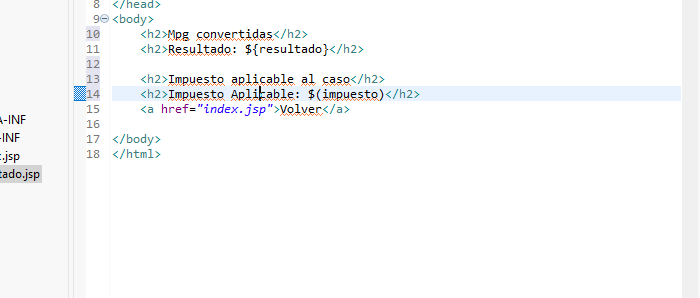 8 </head>
9 <body>
10 <h2>Mpg convertidas</h2>
11 <h2>Resultado: ${resultado}</h2>
12
13 <h2>Impuesto aplicable al caso</h2>
14 <h2>Impuesto Aplicable: $(impuesto)</h2>
15 <a href="index.jsp">Volver</a>
16
17 </body>
18 </html>
A-INF
-INF
.jsp
tado.jsp